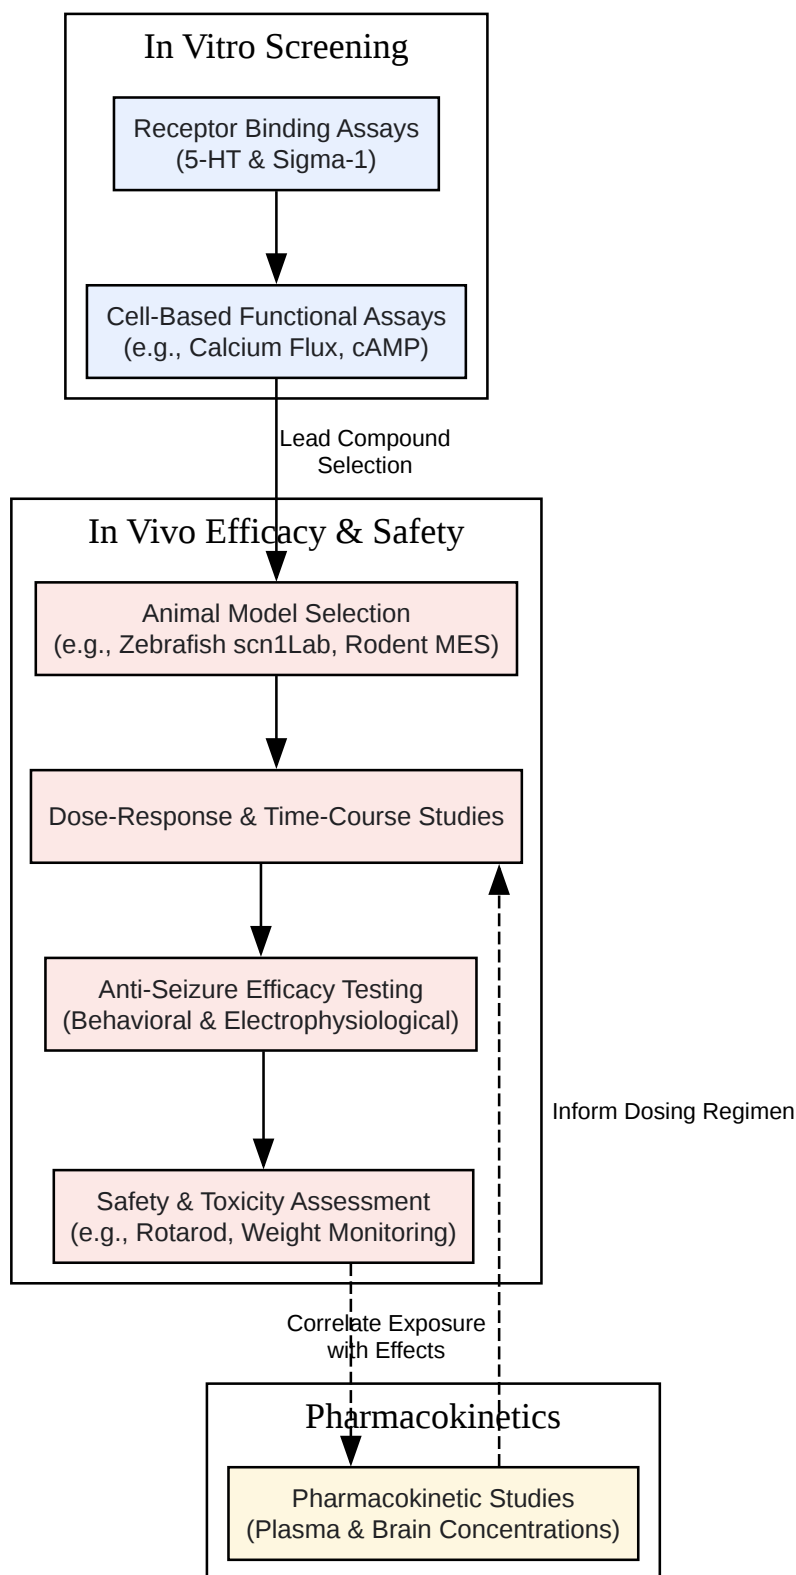 In Vitro Screening
Receptor Binding Assays
(5-HT & Sigma-1)
Cell-Based Functional Assays
(e.g., Calcium Flux, cAMP)
Lead Compound
Selection
In Vivo Efficacy & Safety
Animal Model Selection
(e.g., Zebrafish scn1Lab, Rodent MES)
Dose-Response & Time-Course Studies
Anti-Seizure Efficacy Testing
(Behavioral & Electrophysiological)
Inform Dosing Regimen
Safety & Toxicity Assessment
(e.g., Rotarod, Weight Monitoring)
Correlate Exposure
with Effects
Pharmacokinetics
Pharmacokinetic Studies
(Plasma & Brain Concentrations)